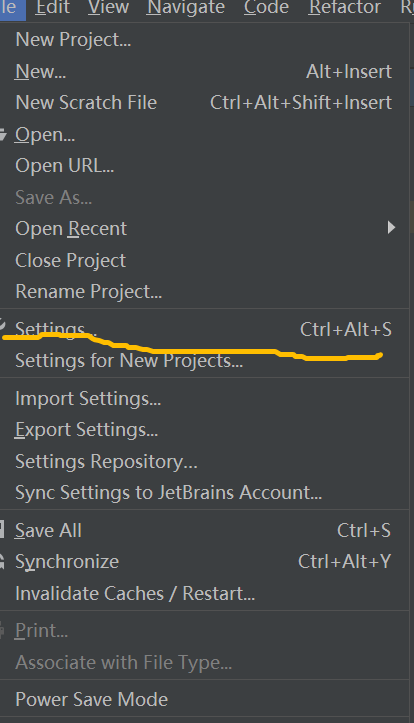 le Edit View Navigate Code Refactor R
New Project...
New... Alt+Insert
New Scratch File Ctrl+Alt+Shift+Insert
Open...
Open URL...
Save As...
Open Recent
Close Project
Rename Project...
Settings... Ctrl+Alt+S
Settings for New Projects...
Import Settings...
Export Settings...
Settings Repository...
Sync Settings to JetBrains Account...
Save All Ctrl+S
Synchronize Ctrl+Alt+Y
Invalidate Caches / Restart...
Print...
Associate with File Type...
Power Save Mode